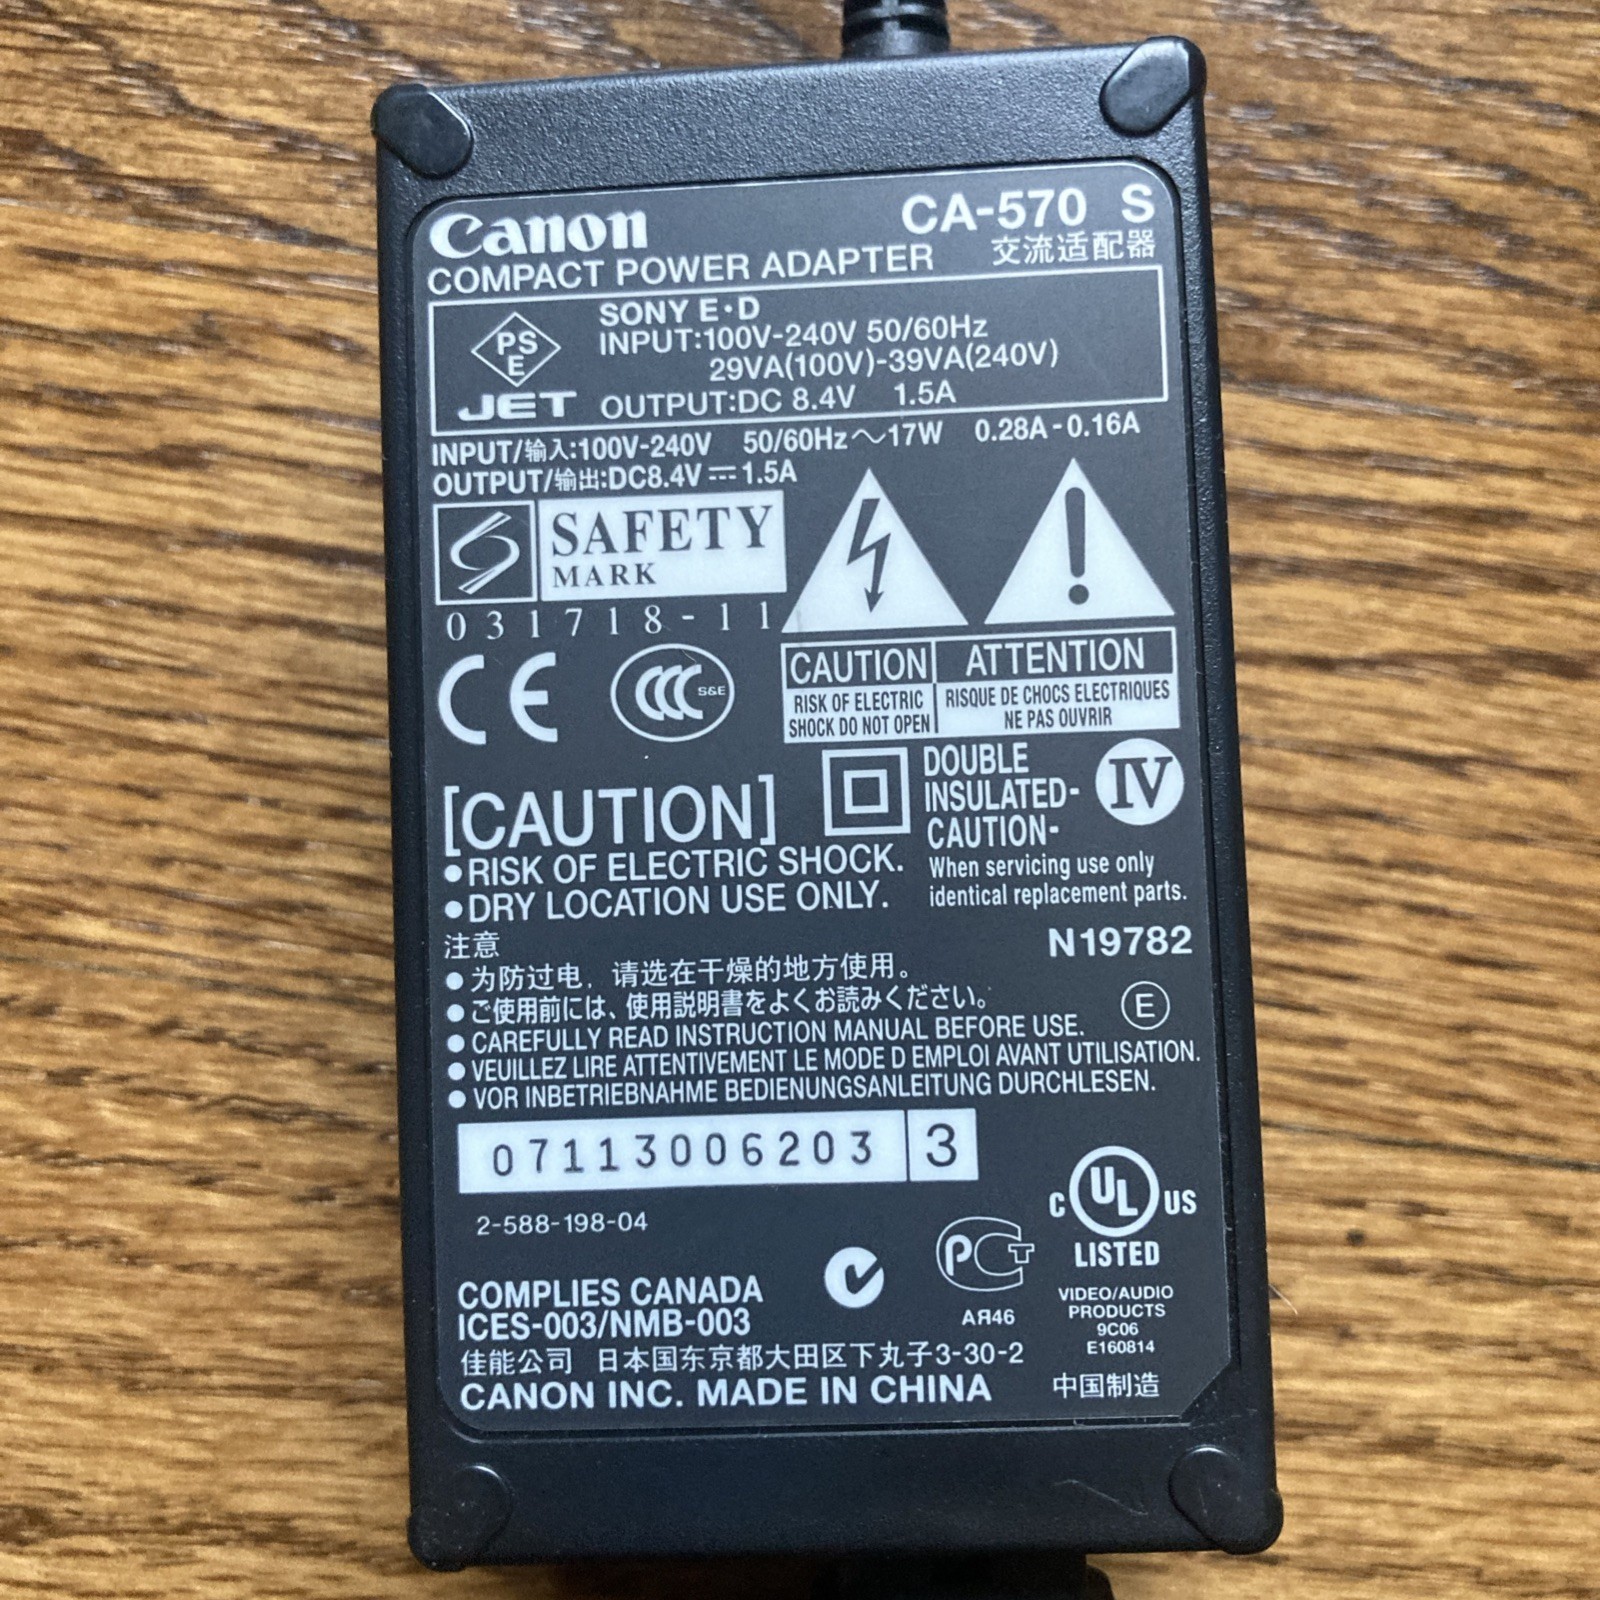 Canon CA-570 S
COMPACT POWER ADAPTER 交流适配器
PS
E
JET
SONY E・D
INPUT:100V-240V 50/60Hz
29VA(100V)-39VA(240V)
OUTPUT:DC 8.4V 1.5A
INPUT/输入:100V-240V 50/60Hz～17W 0.28A-0.16A
OUTPUT/输出:DC8.4V⎓1.5A
S SAFETY
MARK
031718-11
CE CCC S&E
CAUTION
RISK OF ELECTRIC
SHOCK DO NOT OPEN
ATTENTION
RISQUE DE CHOCS ELECTRIQUES
NE PAS OUVRIR
[CAUTION]
•RISK OF ELECTRIC SHOCK.
•DRY LOCATION USE ONLY.
DOUBLE
INSULATED-
CAUTION-
When servicing use only
identical replacement parts.
IV
N19782
注意
•为防过电, 请选在干燥的地方使用。
•ご使用前には、使用説明書をよくお読みください。
E
•CAREFULLY READ INSTRUCTION MANUAL BEFORE USE.
•VEUILLEZ LIRE ATTENTIVEMENT LE MODE D EMPLOI AVANT UTILISATION.
•VOR INBETRIEBNAHME BEDIENUNGSANLEITUNG DURCHLESEN.
07113006203 3
2-588-198-04
C UL US
LISTED
VIDEO/AUDIO
PRODUCTS
9C06
E160814
РСТ
АЯ46
COMPLIES CANADA
ICES-003/NMB-003
佳能公司 日本国东京都大田区下丸子3-30-2
CANON INC. MADE IN CHINA 中国制造